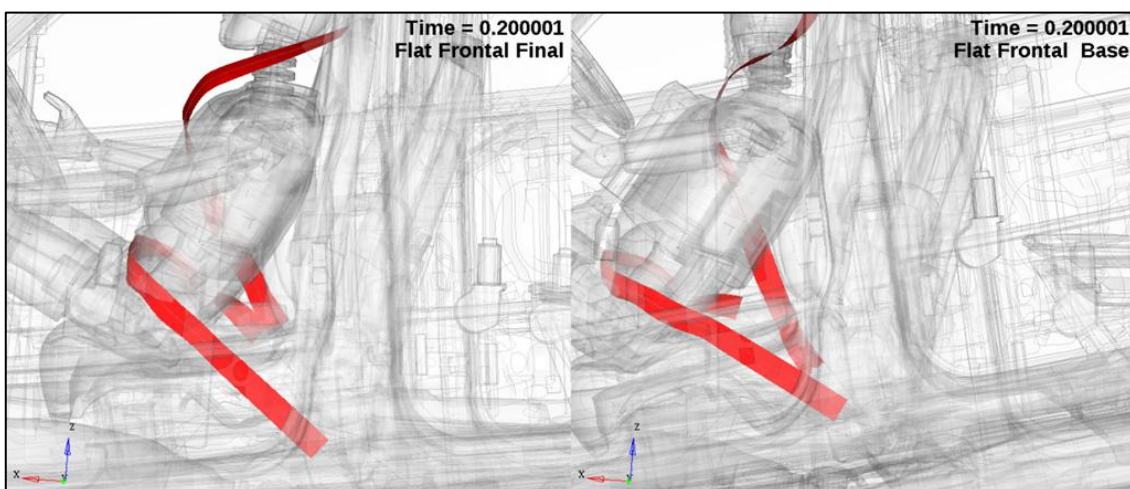 Time = 0.200001
Flat Frontal Final
Time = 0.200001
Flat Frontal  Base
z
x
Y
z
x
Y